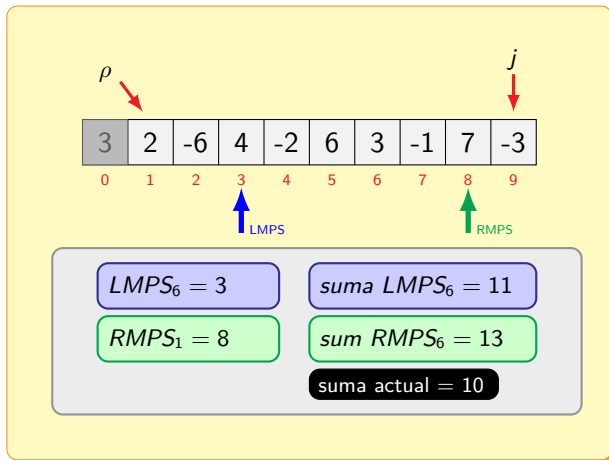 ρ
j
3 2 -6 4 -2 6 3 -1 7 -3
0 1 2 3 4 5 6 7 8 9
LMPS RMPS
LMPS₆ = 3 suma LMPS₆ = 11
RMPS₁ = 8 sum RMPS₆ = 13
suma actual = 10